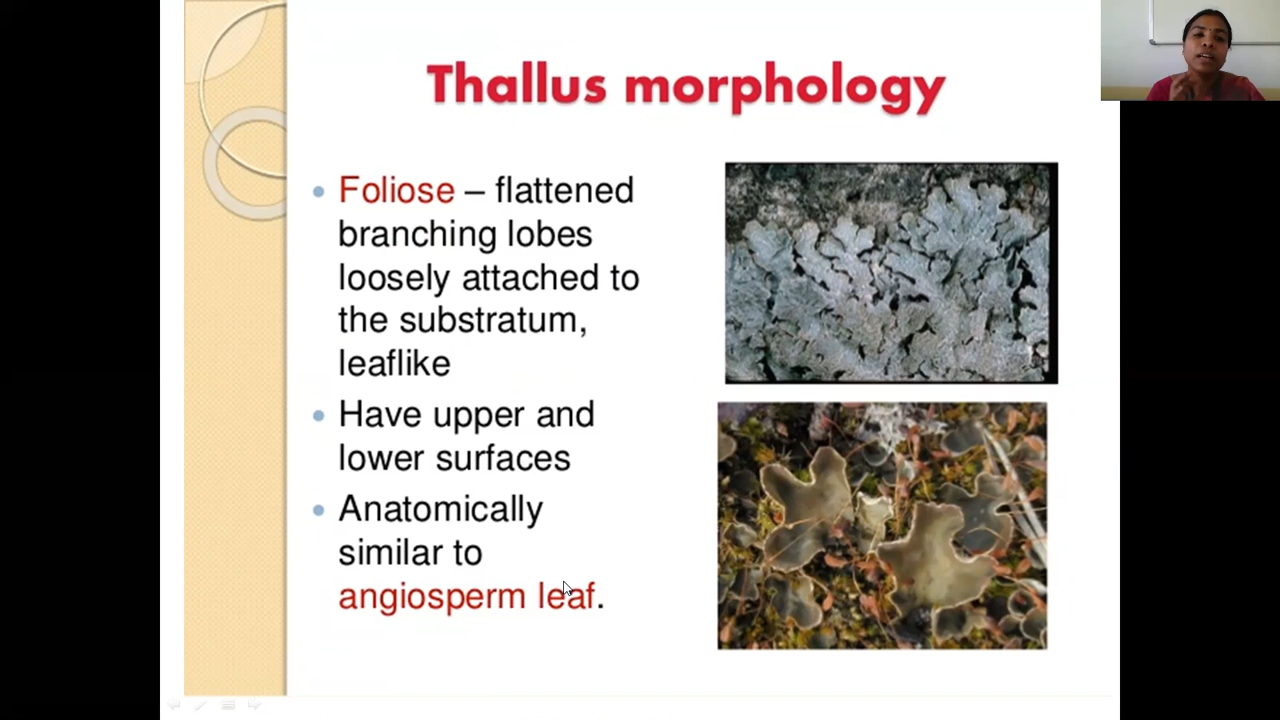 Thallus morphology
• Foliose – flattened
branching lobes
loosely attached to
the substratum,
leaflike
• Have upper and
lower surfaces
• Anatomically
similar to
angiosperm leaf.